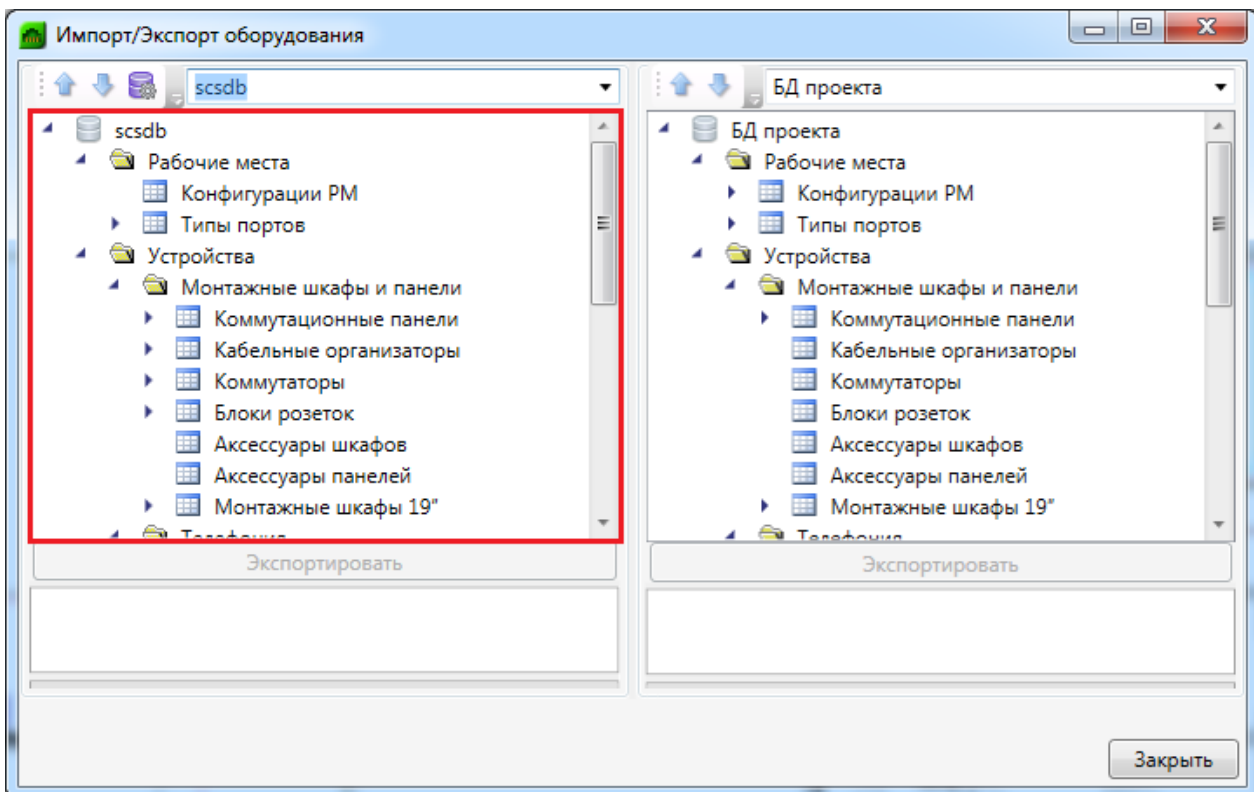 Импорт/Экспорт оборудования
scsdb
scsdb
Рабочие места
Конфигурации РМ
Типы портов
Устройства
Монтажные шкафы и панели
Коммутационные панели
Кабельные организаторы
Коммутаторы
Блоки розеток
Аксессуары шкафов
Аксессуары панелей
Монтажные шкафы 19"
Телефония
Экспортировать
БД проекта
БД проекта
Рабочие места
Конфигурации РМ
Типы портов
Устройства
Монтажные шкафы и панели
Коммутационные панели
Кабельные организаторы
Коммутаторы
Блоки розеток
Аксессуары шкафов
Аксессуары панелей
Монтажные шкафы 19"
Телефония
Экспортировать
Закрыть